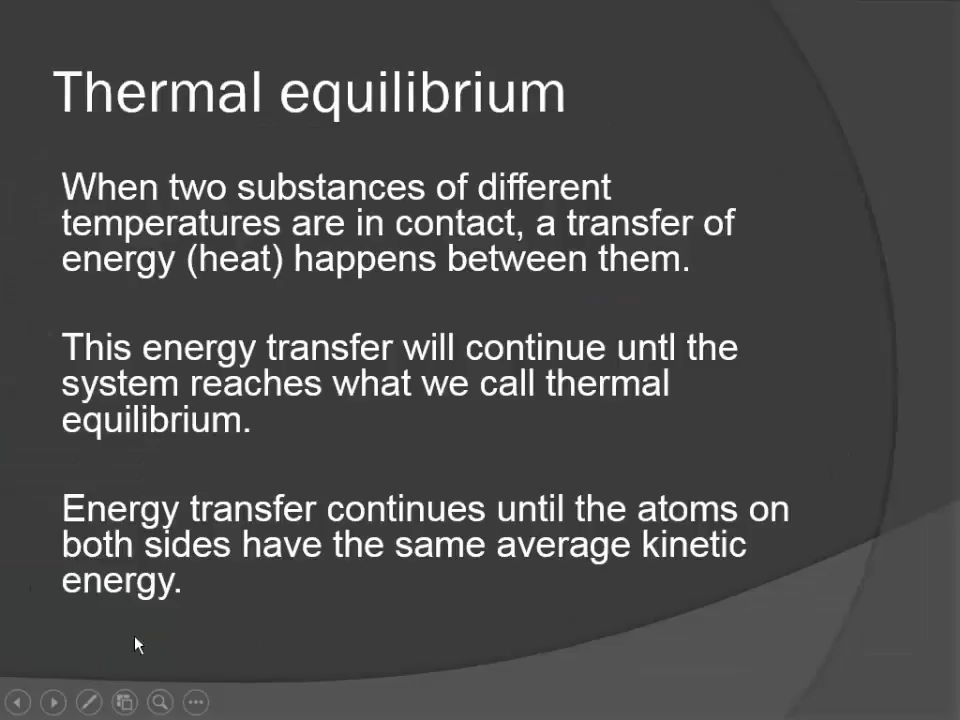 Thermal equilibrium
When two substances of different
temperatures are in contact, a transfer of
energy (heat) happens between them.
This energy transfer will continue untl the
system reaches what we call thermal
equilibrium.
Energy transfer continues until the atoms on
both sides have the same average kinetic
energy.